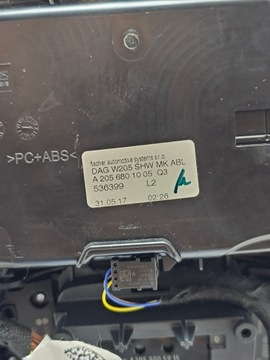 >PC+ABS<
fischer automotive systems s.r.o.
DAG W205 SHW MK ABL
A 205 680 10 05 Q3
536399 L2
31.05.17 02:26